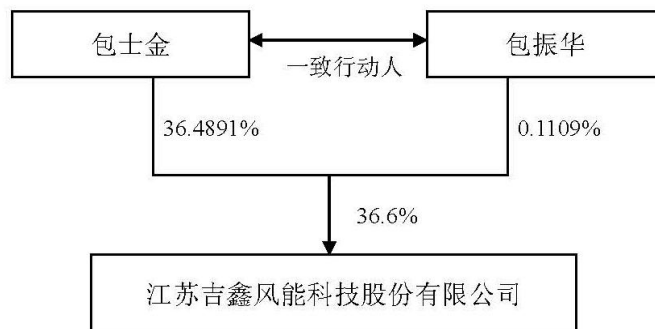 包士金
包振华
一致行动人
36.4891%
0.1109%
36.6%
江苏吉鑫风能科技股份有限公司